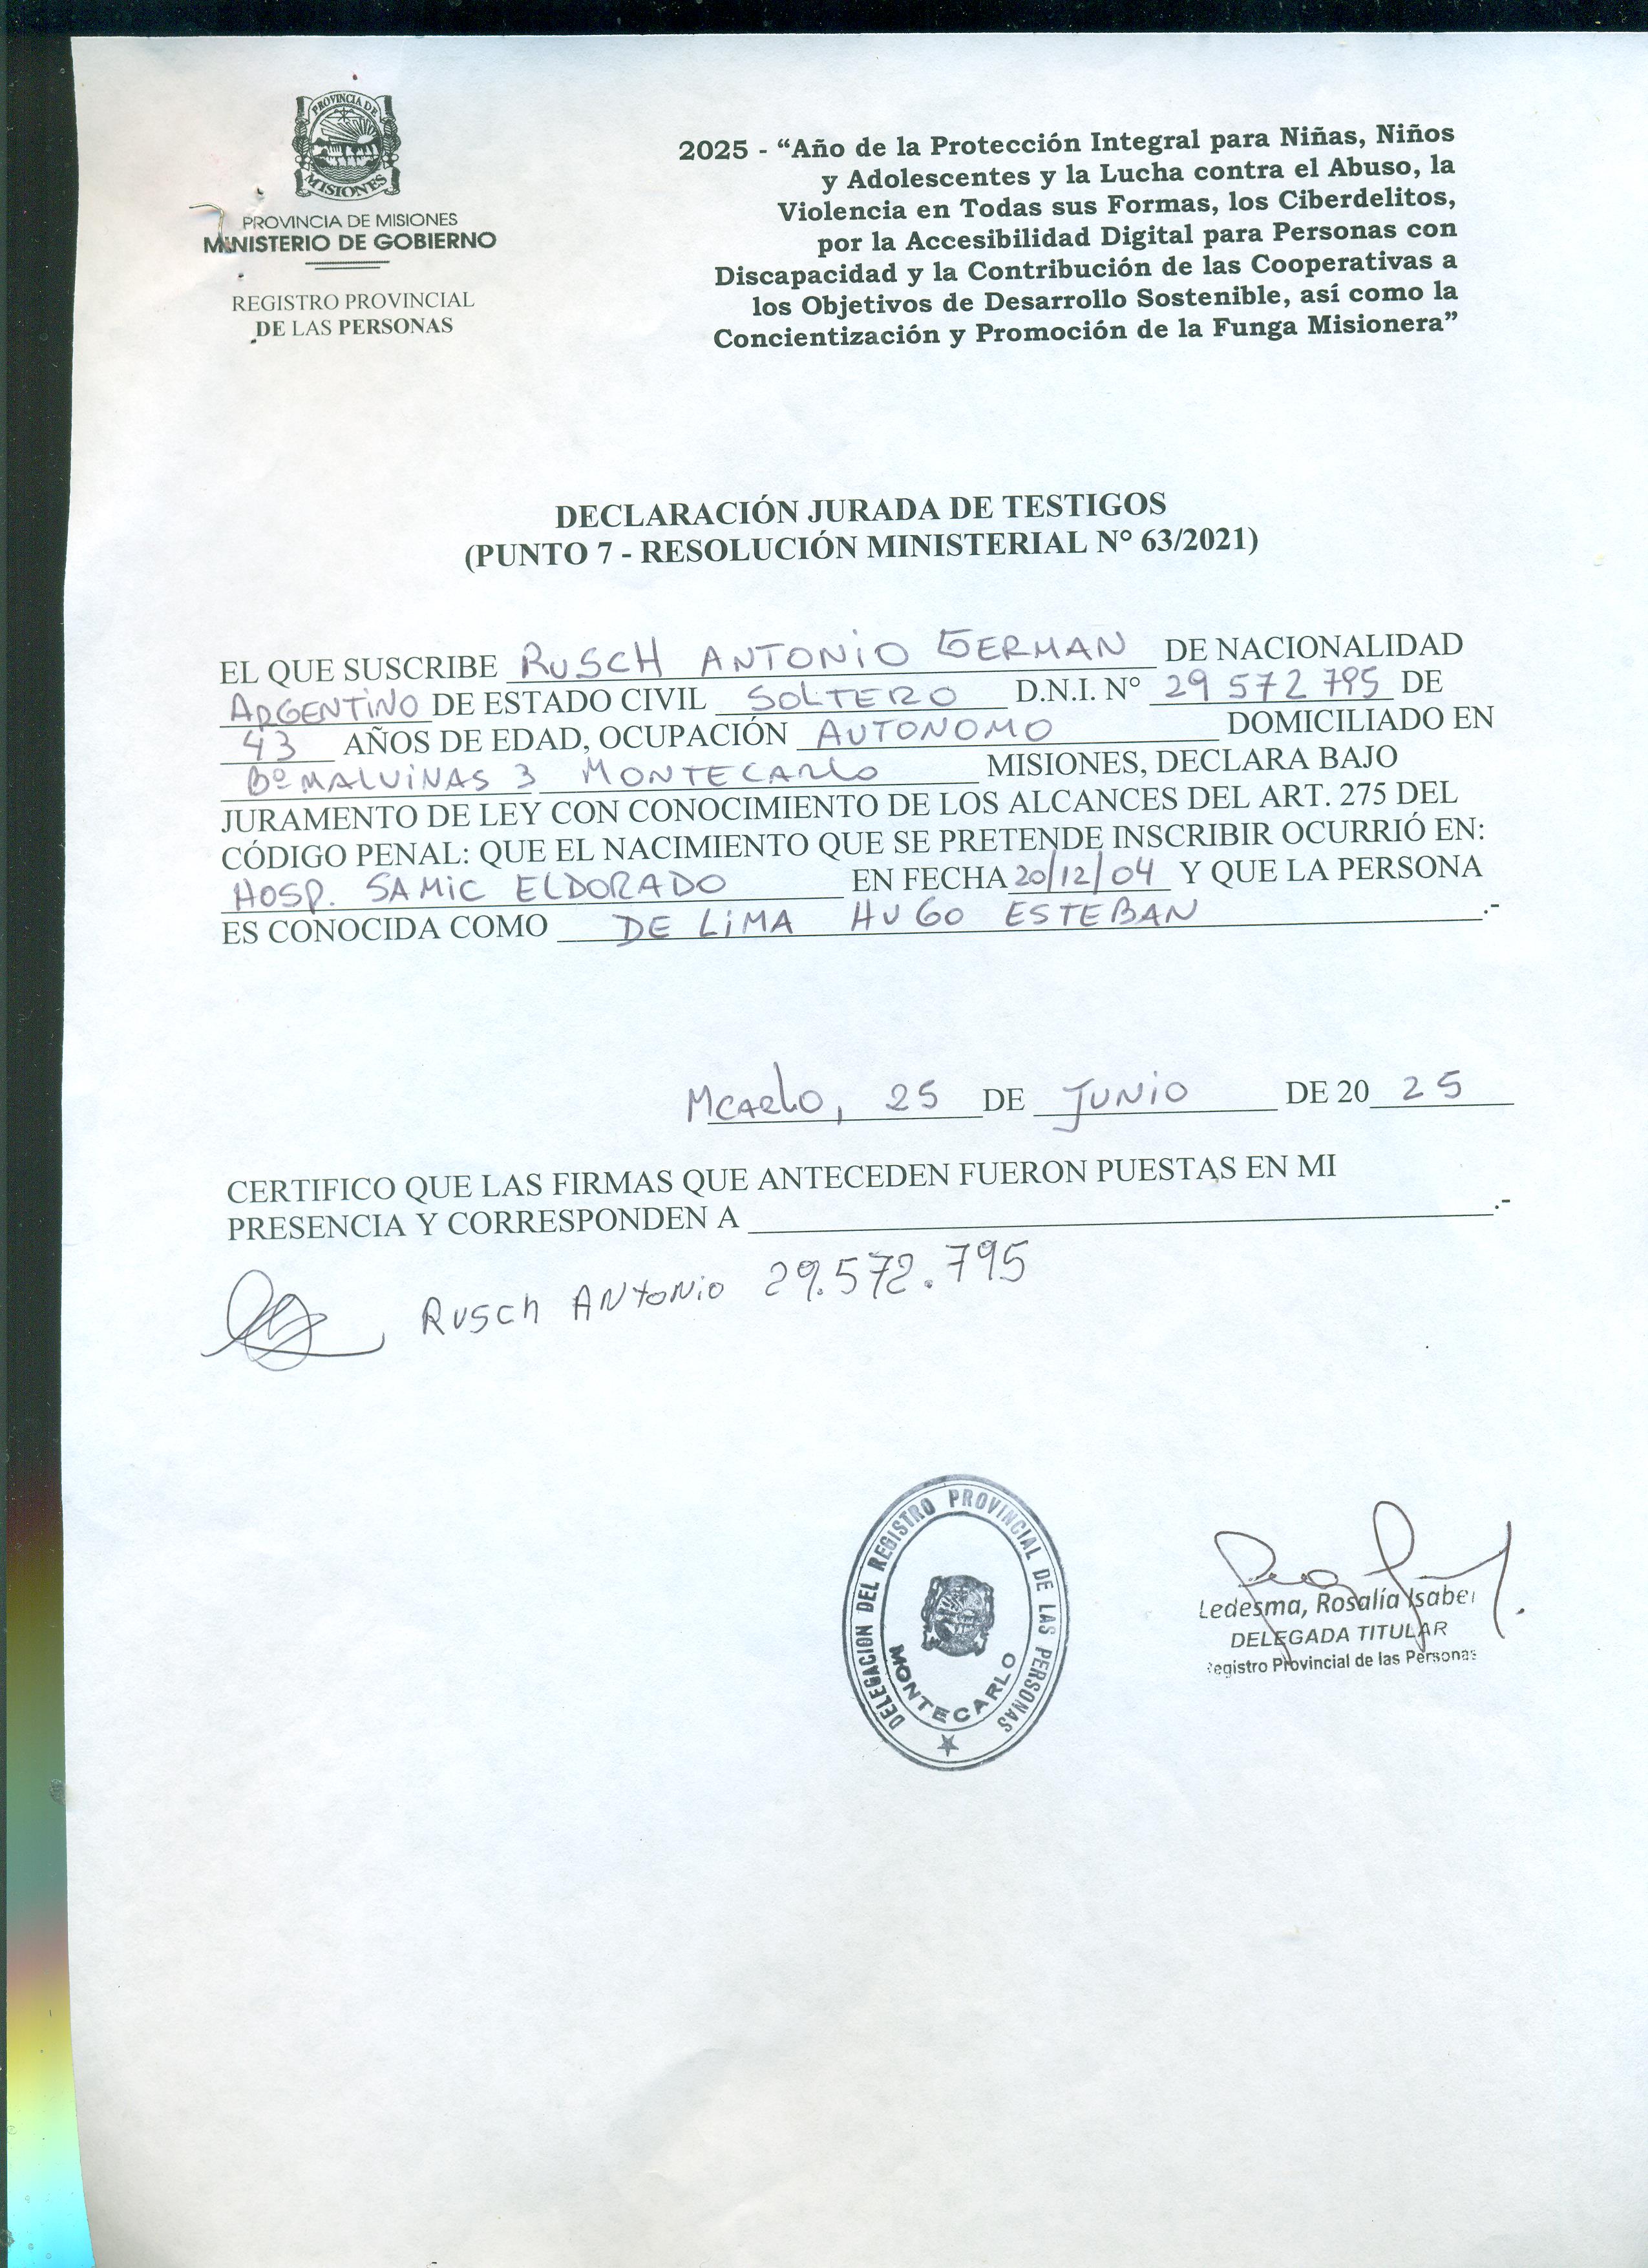 PROVINCIA DE
MISIONES
PROVINCIA DE MISIONES
MINISTERIO DE GOBIERNO
REGISTRO PROVINCIAL
DE LAS PERSONAS
2025 - “Año de la Protección Integral para Niñas, Niños
y Adolescentes y la Lucha contra el Abuso, la
Violencia en Todas sus Formas, los Ciberdelitos,
por la Accesibilidad Digital para Personas con
Discapacidad y la Contribución de las Cooperativas a
los Objetivos de Desarrollo Sostenible, así como la
Concientización y Promoción de la Funga Misionera”
DECLARACIÓN JURADA DE TESTIGOS
(PUNTO 7 - RESOLUCIÓN MINISTERIAL N° 63/2021)
EL QUE SUSCRIBE RUSCH ANTONIO GERMAN DE NACIONALIDAD
ARGENTINO DE ESTADO CIVIL SOLTERO D.N.I. N° 29 572 795 DE
43 AÑOS DE EDAD, OCUPACIÓN AUTONOMO DOMICILIADO EN
Bº MALVINAS 3 MONTECARLO MISIONES, DECLARA BAJO
JURAMENTO DE LEY CON CONOCIMIENTO DE LOS ALCANCES DEL ART. 275 DEL
CÓDIGO PENAL: QUE EL NACIMIENTO QUE SE PRETENDE INSCRIBIR OCURRIÓ EN:
HOSP. SAMIC ELDORADO EN FECHA 20/12/04 Y QUE LA PERSONA
ES CONOCIDA COMO DE LIMA HUGO ESTEBAN .-
MCARLO, 25 DE JUNIO DE 20 25
CERTIFICO QUE LAS FIRMAS QUE ANTECEDEN FUERON PUESTAS EN MI
PRESENCIA Y CORRESPONDEN A .-
Rusch Antonio 29.572.795
DELEGACION DEL REGISTRO PROVINCIAL DE LAS PERSONAS
MONTECARLO
Ledesma, Rosalía Isabel
DELEGADA TITULAR
Registro Provincial de las Personas